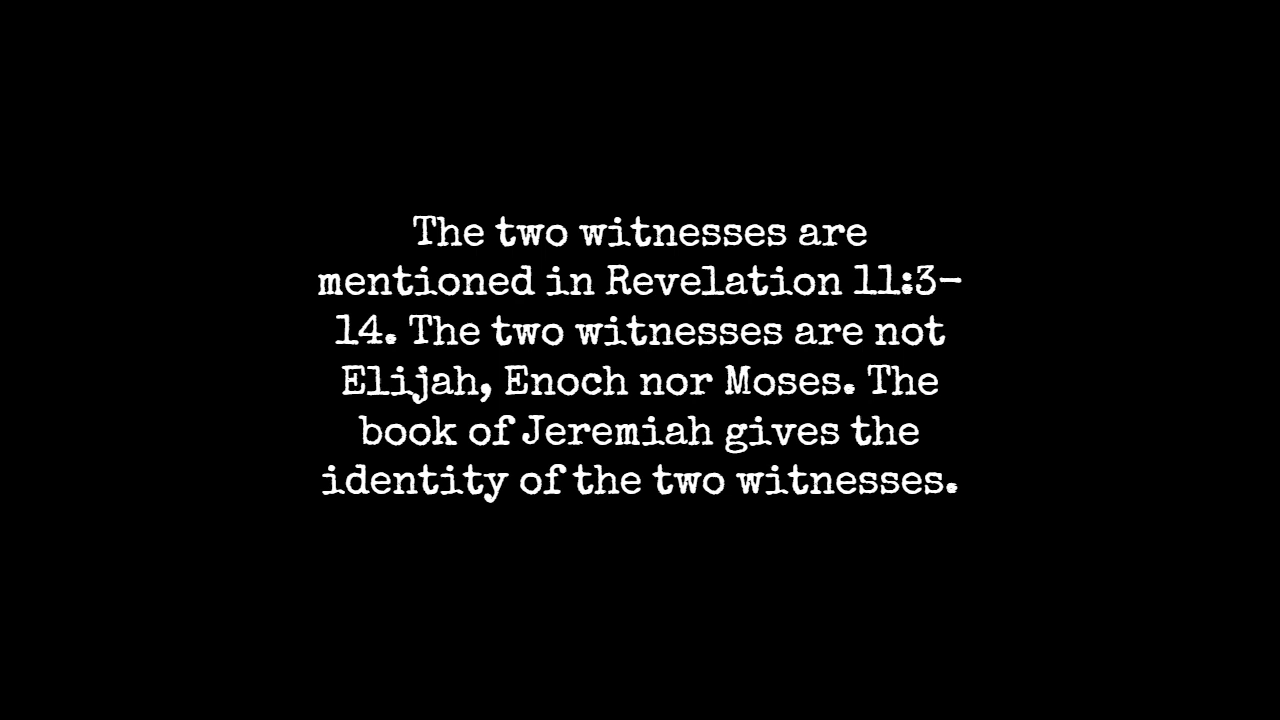 The two witnesses are
mentioned in Revelation 11:3-
14. The two witnesses are not
Elijah, Enoch nor Moses. The
book of Jeremiah gives the
identity of the two witnesses.